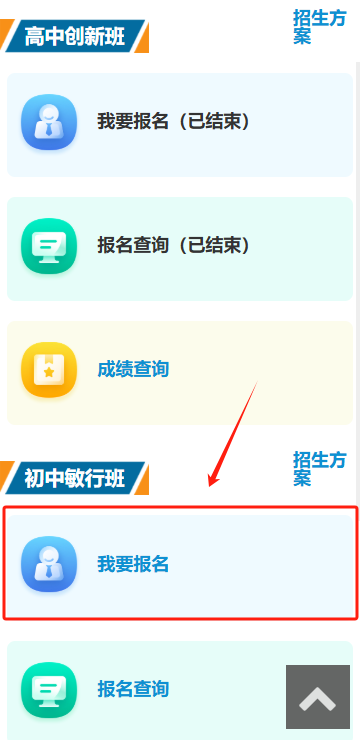 高中创新班
招生方
案
我要报名（已结束）
报名查询（已结束）
成绩查询
初中敏行班
招生方
案
我要报名
报名查询